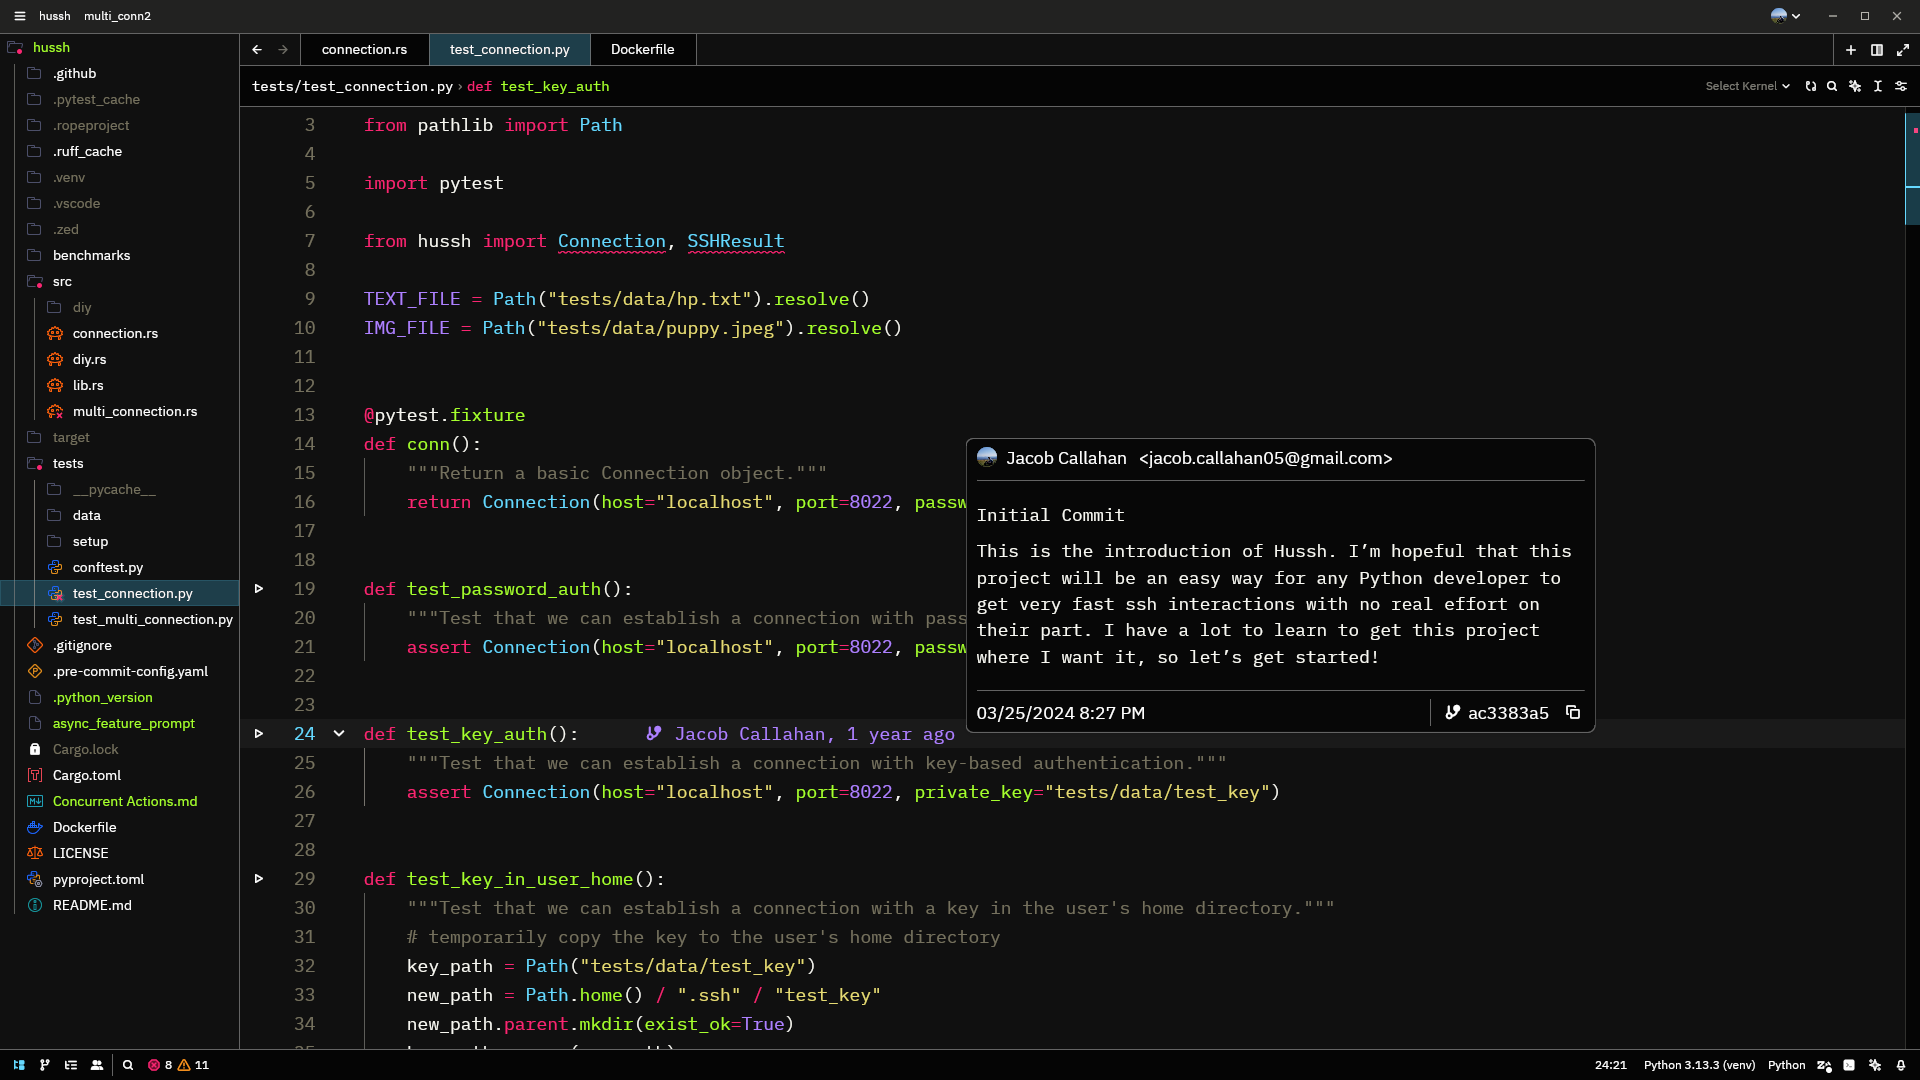 hussh multi_conn2
hussh
.github
.pytest_cache
.ropeproject
.ruff_cache
.venv
.vscode
.zed
benchmarks
src
diy
connection.rs
diy.rs
lib.rs
multi_connection.rs
target
tests
__pycache__
data
setup
conftest.py
test_connection.py
test_multi_connection.py
.gitignore
.pre-commit-config.yaml
.python_version
async_feature_prompt
Cargo.lock
Cargo.toml
Concurrent Actions.md
Dockerfile
LICENSE
pyproject.toml
README.md
connection.rs test_connection.py Dockerfile
tests/test_connection.py › def test_key_auth
Select Kernel
3 from pathlib import Path
4
5 import pytest
6
7 from hussh import Connection, SSHResult
8
9 TEXT_FILE = Path("tests/data/hp.txt").resolve()
10 IMG_FILE = Path("tests/data/puppy.jpeg").resolve()
11
12
13 @pytest.fixture
14 def conn():
15 """Return a basic Connection object."""
16 return Connection(host="localhost", port=8022, passw
17
18
19 def test_password_auth():
20 """Test that we can establish a connection with pass
21 assert Connection(host="localhost", port=8022, passw
22
23
24 def test_key_auth(): Jacob Callahan, 1 year ago
25 """Test that we can establish a connection with key-based authentication."""
26 assert Connection(host="localhost", port=8022, private_key="tests/data/test_key")
27
28
29 def test_key_in_user_home():
30 """Test that we can establish a connection with a key in the user's home directory."""
31 # temporarily copy the key to the user's home directory
32 key_path = Path("tests/data/test_key")
33 new_path = Path.home() / ".ssh" / "test_key"
34 new_path.parent.mkdir(exist_ok=True)
Jacob Callahan <jacob.callahan05@gmail.com>
Initial Commit
This is the introduction of Hussh. I’m hopeful that this
project will be an easy way for any Python developer to
get very fast ssh interactions with no real effort on
their part. I have a lot to learn to get this project
where I want it, so let’s get started!
03/25/2024 8:27 PM ac3383a5
8 11
24:21 Python 3.13.3 (venv) Python